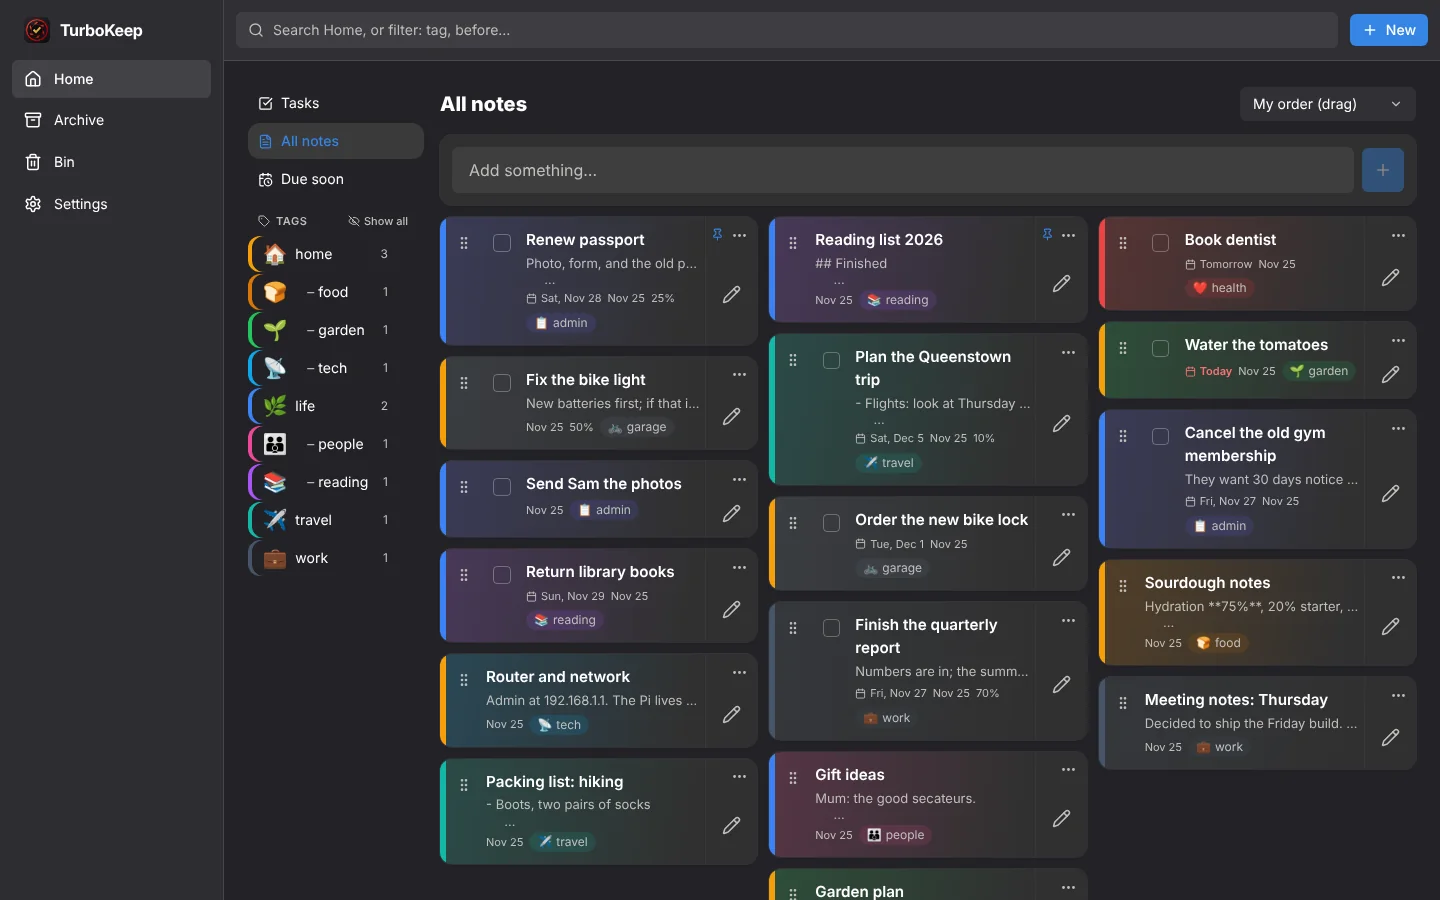 TurboKeep
Home
Archive
Bin
Settings
Search Home, or filter: tag, before...
New
Tasks
All notes
Due soon
TAGS
Show all
home 3
– food 1
– garden 1
– tech 1
life 2
– people 1
– reading 1
travel 1
work 1
All notes
My order (drag)
Add something...
Renew passport
Photo, form, and the old p...
...
Sat, Nov 28 Nov 25 25%
admin
Fix the bike light
New batteries first; if that i...
Nov 25 50% garage
Send Sam the photos
Nov 25 admin
Return library books
Sun, Nov 29 Nov 25
reading
Router and network
Admin at 192.168.1.1. The Pi lives ...
Nov 25 tech
Packing list: hiking
- Boots, two pairs of socks
...
Nov 25 travel
Reading list 2026
## Finished
...
Nov 25 reading
Plan the Queenstown
trip
- Flights: look at Thursday ...
...
Sat, Dec 5 Nov 25 10%
travel
Order the new bike lock
Tue, Dec 1 Nov 25
garage
Finish the quarterly
report
Numbers are in; the summ...
Fri, Nov 27 Nov 25 70%
work
Gift ideas
Mum: the good secateurs.
...
Nov 25 people
Garden plan
Book dentist
Tomorrow Nov 25
health
Water the tomatoes
Today Nov 25 garden
Cancel the old gym
membership
They want 30 days notice ...
Fri, Nov 27 Nov 25
admin
Sourdough notes
Hydration **75%**, 20% starter, ...
...
Nov 25 food
Meeting notes: Thursday
Decided to ship the Friday build. ...
Nov 25 work